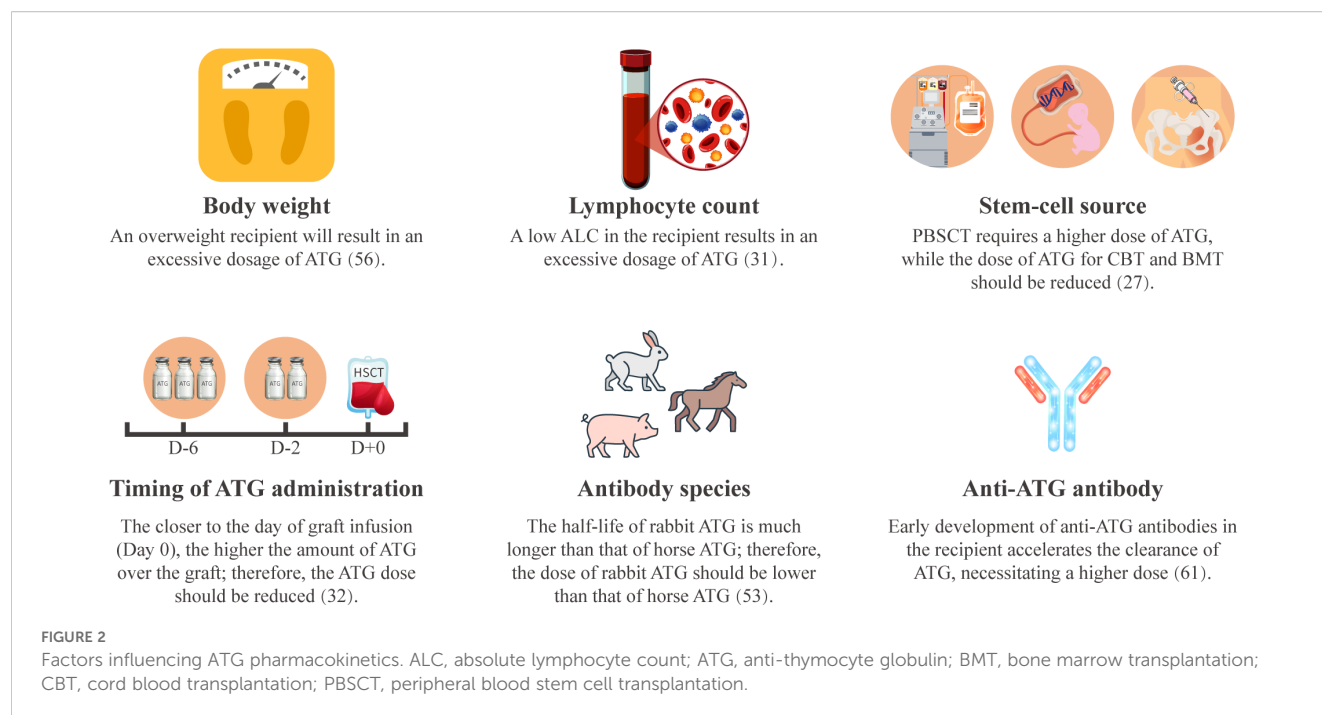 Body weight
An overweight recipient will result in an
excessive dosage of ATG (56).
Lymphocyte count
A low ALC in the recipient results in an
excessive dosage of ATG (31).
Stem-cell source
PBSCT requires a higher dose of ATG,
while the dose of ATG for CBT and BMT
should be reduced (27).
ATG ATG ATG
ATG ATG
HSCT
D-6 D-2 D+0
Timing of ATG administration
The closer to the day of graft infusion
(Day 0), the higher the amount of ATG
over the graft; therefore, the ATG dose
should be reduced (32).
Antibody species
The half-life of rabbit ATG is much
longer than that of horse ATG; therefore,
the dose of rabbit ATG should be lower
than that of horse ATG (53).
Anti-ATG antibody
Early development of anti-ATG antibodies in
the recipient accelerates the clearance of
ATG, necessitating a higher dose (61).
FIGURE 2
Factors influencing ATG pharmacokinetics. ALC, absolute lymphocyte count; ATG, anti-thymocyte globulin; BMT, bone marrow transplantation;
CBT, cord blood transplantation; PBSCT, peripheral blood stem cell transplantation.